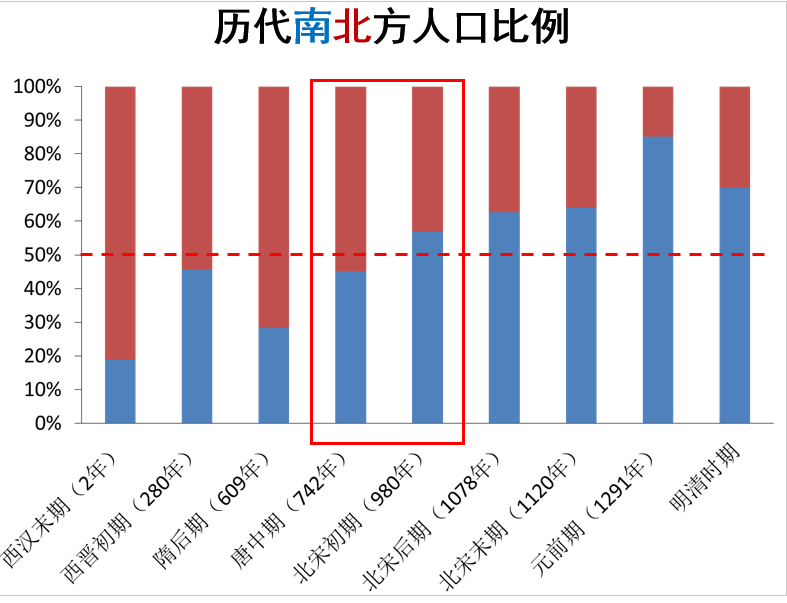 历代南北方人口比例
100%
90%
80%
70%
60%
50%
40%
30%
20%
10%
0%
西汉末期（2年）
西晋初期（280年）
隋后期（609年）
唐中期（742年）
北宋初期（980年）
北宋后期（1078年）
北宋末期（1120年）
元前期（1291年）
明清时期